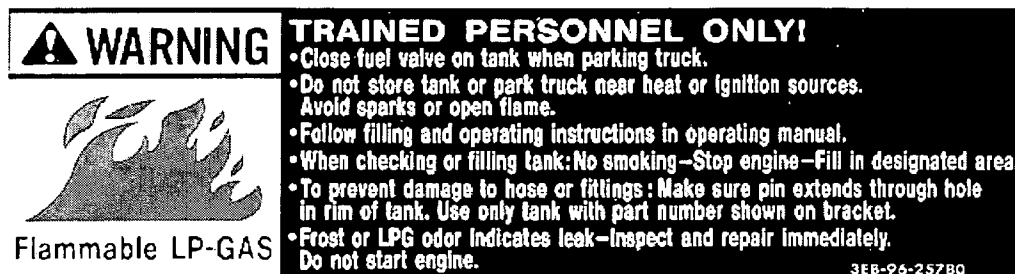 WARNING
Flammable LP-GAS
TRAINED PERSONNEL ONLY!
•Close fuel valve on tank when parking truck.
•Do not store tank or park truck near heat or ignition sources.
Avoid sparks or open flame.
•Follow filling and operating instructions in operating manual.
•When checking or filling tank: No smoking–Stop engine–Fill in designated area
•To prevent damage to hose or fittings: Make sure pin extends through hole
in rim of tank. Use only tank with part number shown on bracket.
•Frost or LPG odor indicates leak–Inspect and repair immediately.
Do not start engine.
3EB-96-257B0